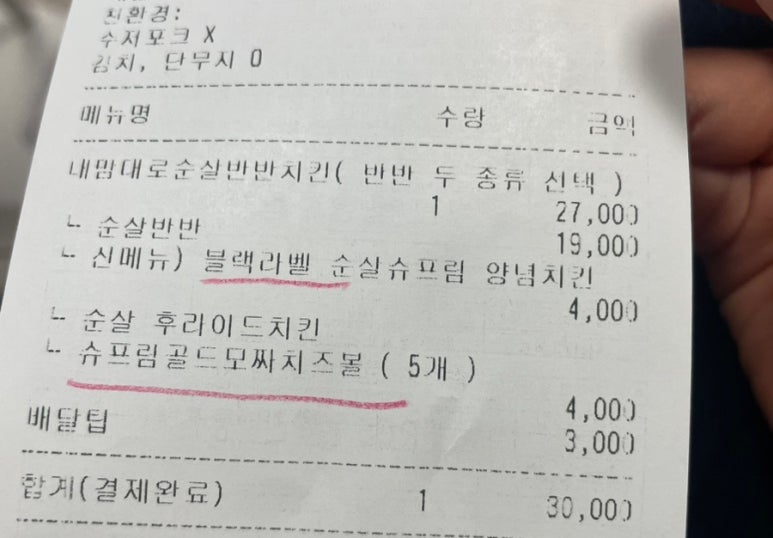 친환경:
수저포크 X
김치, 단무지 O
메뉴명 수량 금액
내맘대로순살반반치킨( 반반 두 종류 선택 )
1 27,000
ㄴ 순살반반 19,000
ㄴ 신메뉴) 블랙라벨 순살슈프림 양념치킨
4,000
ㄴ 순살 후라이드치킨
ㄴ 슈프림골드모짜치즈볼 ( 5개 )
4,000
배달팁 3,000
합계(결제완료) 1 30,000